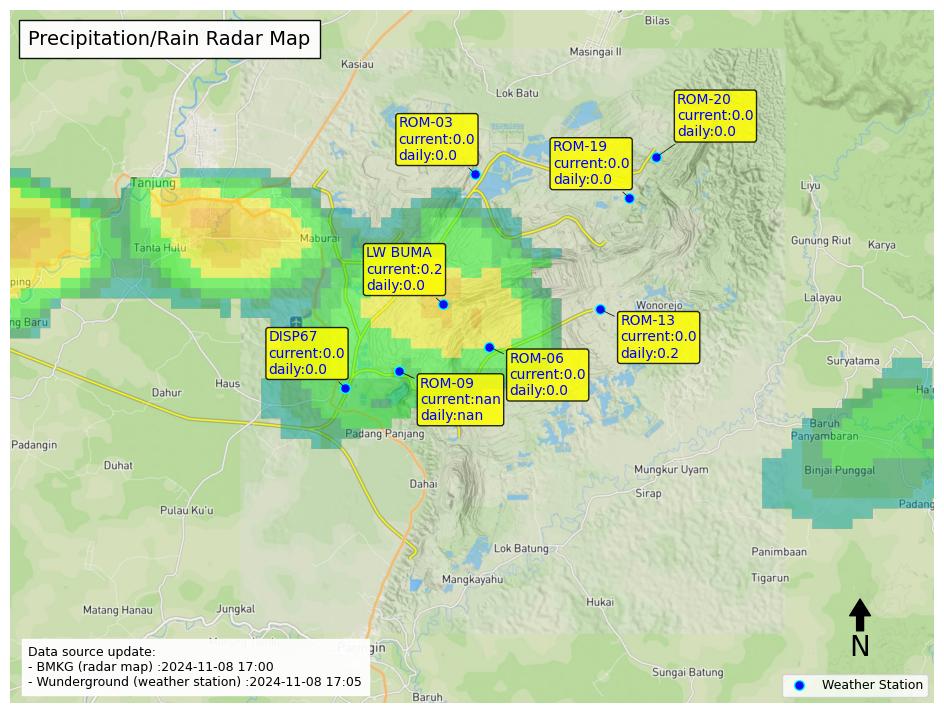 Precipitation/Rain Radar Map
Bilas
Masingai II
Kasiau
Lok Batu
ROM-20
current:0.0
daily:0.0
ROM-03
current:0.0
daily:0.0
ROM-19
current:0.0
daily:0.0
Tanjung
Liyu
Maburai
Tanta Hulu
Gunung Riut
Karya
LW BUMA
current:0.2
daily:0.0
ping
Lalayau
Wonorejo
ng Baru
ROM-13
current:0.0
daily:0.2
DISP67
current:0.0
daily:0.0
ROM-06
current:0.0
daily:0.0
Suryatama
ROM-09
current:nan
daily:nan
Haus
Dahur
Ha'
Baruh
Panyambaran
Padang Panjang
Padangin
Duhat
Mungkur Uyam
Binjai Punggal
Dahai
Sirap
Padang
Pulau Ku'u
Lok Batung
Panimbaan
Mangkayahu
Tigarun
Hukai
Matang Hanau
Jungkal
N
Data source update:
- BMKG (radar map) :2024-11-08 17:00
- Wunderground (weather station) :2024-11-08 17:05
Sungai Batung
Weather Station
Baruh